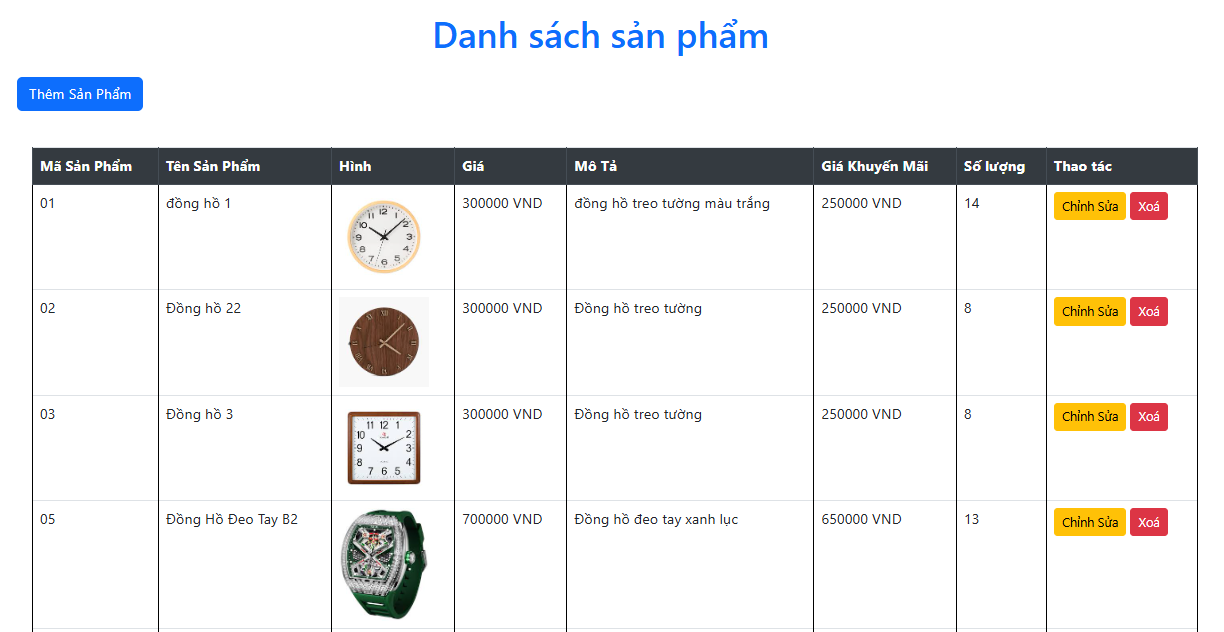 Danh sách sản phẩm
Thêm Sản Phẩm
Mã Sản Phẩm Tên Sản Phẩm Hình Giá Mô Tả Giá Khuyến Mãi Số lượng Thao tác
01 đồng hồ 1 300000 VND đồng hồ treo tường màu trắng 250000 VND 14 Chỉnh Sửa Xoá
02 Đồng hồ 22 300000 VND Đồng hồ treo tường 250000 VND 8 Chỉnh Sửa Xoá
03 Đồng hồ 3 300000 VND Đồng hồ treo tường 250000 VND 8 Chỉnh Sửa Xoá
05 Đồng Hồ Đeo Tay B2 700000 VND Đồng hồ đeo tay xanh lục 650000 VND 13 Chỉnh Sửa Xoá